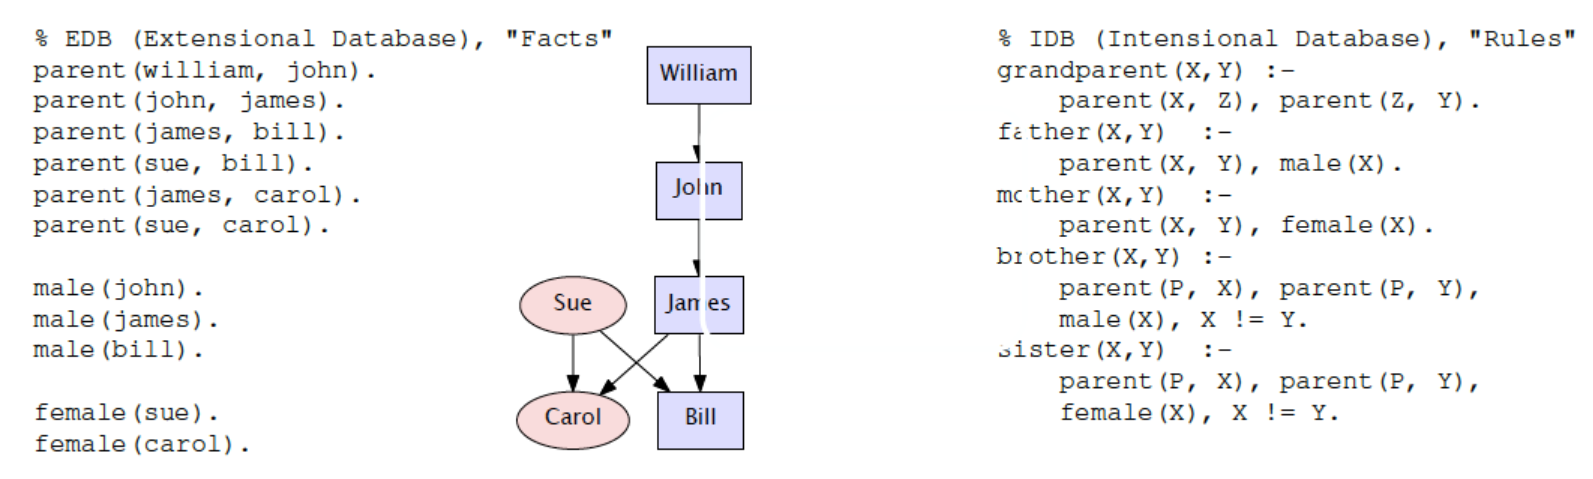 % EDB (Extensional Database), "Facts"
parent(william, john).
parent(john, james).
parent(james, bill).
parent(sue, bill).
parent(james, carol).
parent(sue, carol).
male(john).
male(james).
male(bill).
female(sue).
female(carol).
William
John
Sue
James
Carol
Bill
% IDB (Intensional Database), "Rules"
grandparent(X,Y) :-
parent(X, Z), parent(Z, Y).
father(X,Y) :-
parent(X, Y), male(X).
mother(X,Y) :-
parent(X, Y), female(X).
brother(X,Y) :-
parent(P, X), parent(P, Y),
male(X), X != Y.
sister(X,Y) :-
parent(P, X), parent(P, Y),
female(X), X != Y.